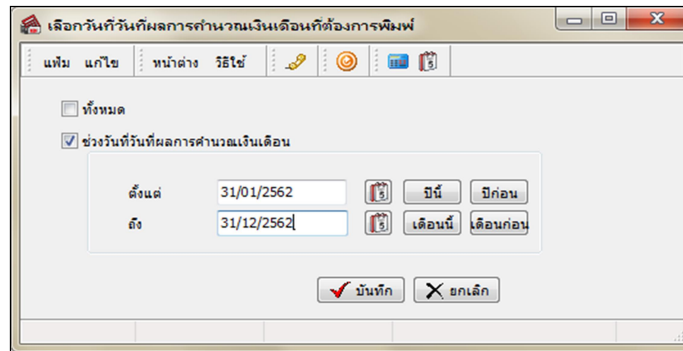 เลือกวันที่วันที่ผลการคำนวณเงินเดือนที่ต้องการพิมพ์
แฟ้ม แก้ไข หน้าต่าง วิธีใช้
ทั้งหมด
ช่วงวันที่วันที่ผลการคำนวณเงินเดือน
ตั้งแต่ 31/01/2562 ปีนี้ ปีก่อน
ถึง 31/12/2562 เดือนนี้ เดือนก่อน
บันทึก ยกเลิก